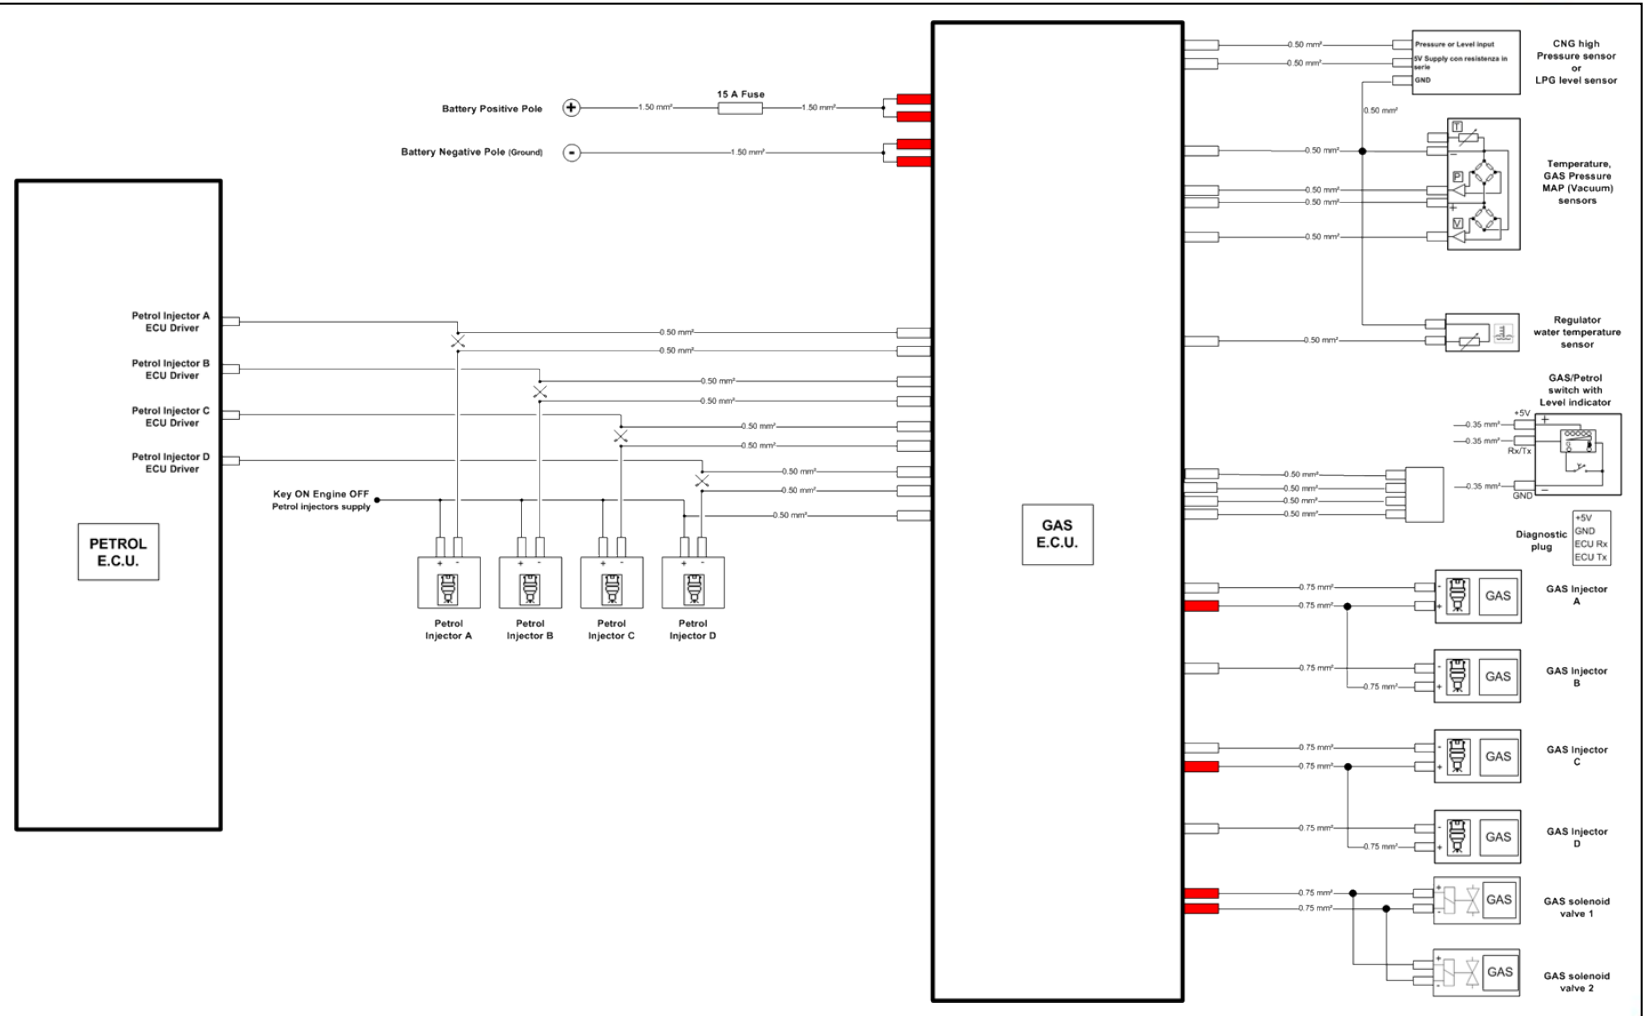 CNG high
Pressure sensor
or
LPG level sensor
0.50 mm²
Pressure or Level input
0.50 mm²
5V Supply con resistenza in
serie
GND
0.50 mm²
15 A Fuse
Battery Positive Pole
+
1.50 mm²
1.50 mm²
Battery Negative Pole (Ground)
-
1.50 mm²
T
0.50 mm²
−
P
0.50 mm²
0.50 mm²
+
V
0.50 mm²
Temperature,
GAS Pressure
MAP (Vacuum)
sensors
Petrol Injector A
ECU Driver
0.50 mm²
0.50 mm²
Petrol Injector B
ECU Driver
0.50 mm²
0.50 mm²
Petrol Injector C
ECU Driver
0.50 mm²
0.50 mm²
Petrol Injector D
ECU Driver
0.50 mm²
0.50 mm²
Key ON Engine OFF
Petrol injectors supply
0.50 mm²
Regulator
water temperature
sensor
0.50 mm²
GAS/Petrol
switch with
Level indicator
+5V
+
0.35 mm²
0.35 mm²
Rx/Tx
0.35 mm²
GND
−
0.50 mm²
0.50 mm²
0.50 mm²
0.50 mm²
Diagnostic
plug
+5V
GND
ECU Rx
ECU Tx
PETROL
E.C.U.
GAS
E.C.U.
+ -
+ -
+ -
+ -
Petrol
Injector A
Petrol
Injector B
Petrol
Injector C
Petrol
Injector D
0.75 mm²
-
0.75 mm²
+
GAS
GAS Injector
A
0.75 mm²
-
0.75 mm²
+
GAS
GAS Injector
B
0.75 mm²
-
0.75 mm²
+
GAS
GAS Injector
C
0.75 mm²
-
0.75 mm²
+
GAS
GAS Injector
D
0.75 mm²
+
0.75 mm²
-
GAS
GAS solenoid
valve 1
+
-
GAS
GAS solenoid
valve 2